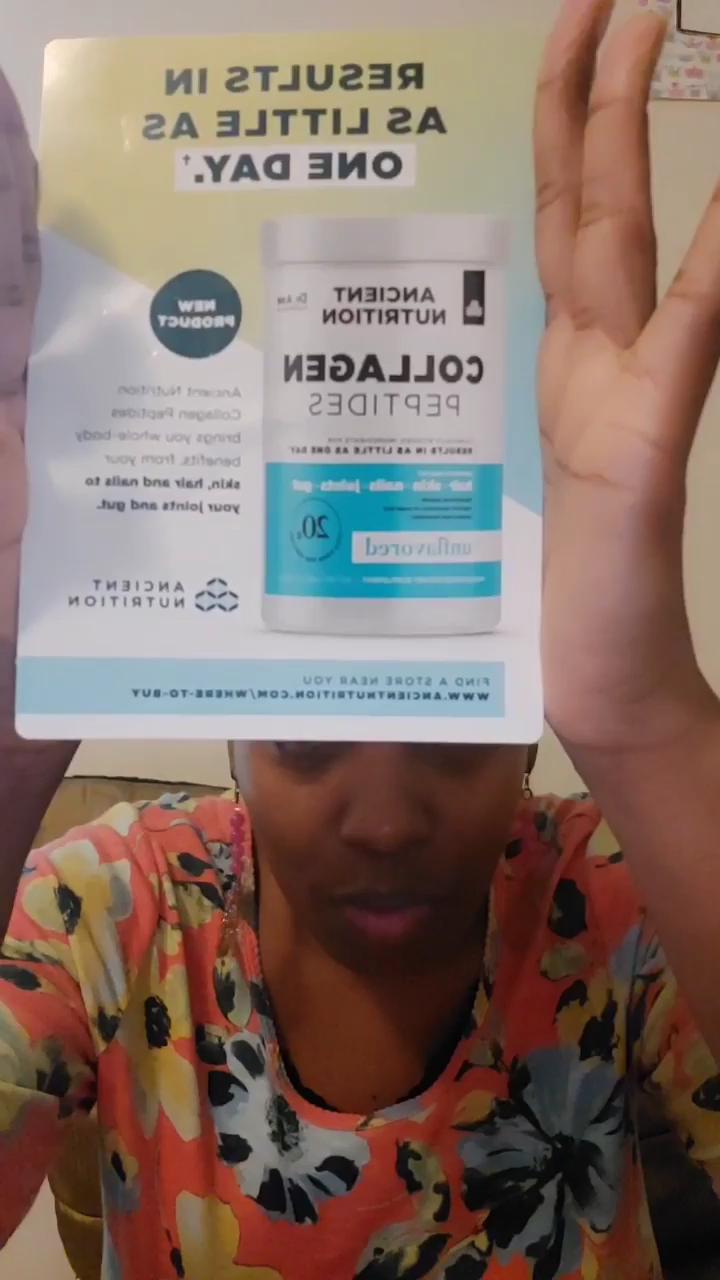 RESULTS IN
AS LITTLE AS
ONE DAY.†
ANCIENT
NUTRITION
Dr. Axe
NEW
PRODUCT
COLLAGEN
PEPTIDES
RESULTS IN AS LITTLE AS ONE DAY
hair skin nails joints gut
20g
unflavored
Ancient Nutrition
Collagen Peptides
brings you whole-body
benefits, from your
skin, hair and nails to
your joints and gut.
ANCIENT
NUTRITION
FIND A STORE NEAR YOU
WWW.ANCIENTNUTRITION.COM/WHERE-TO-BUY